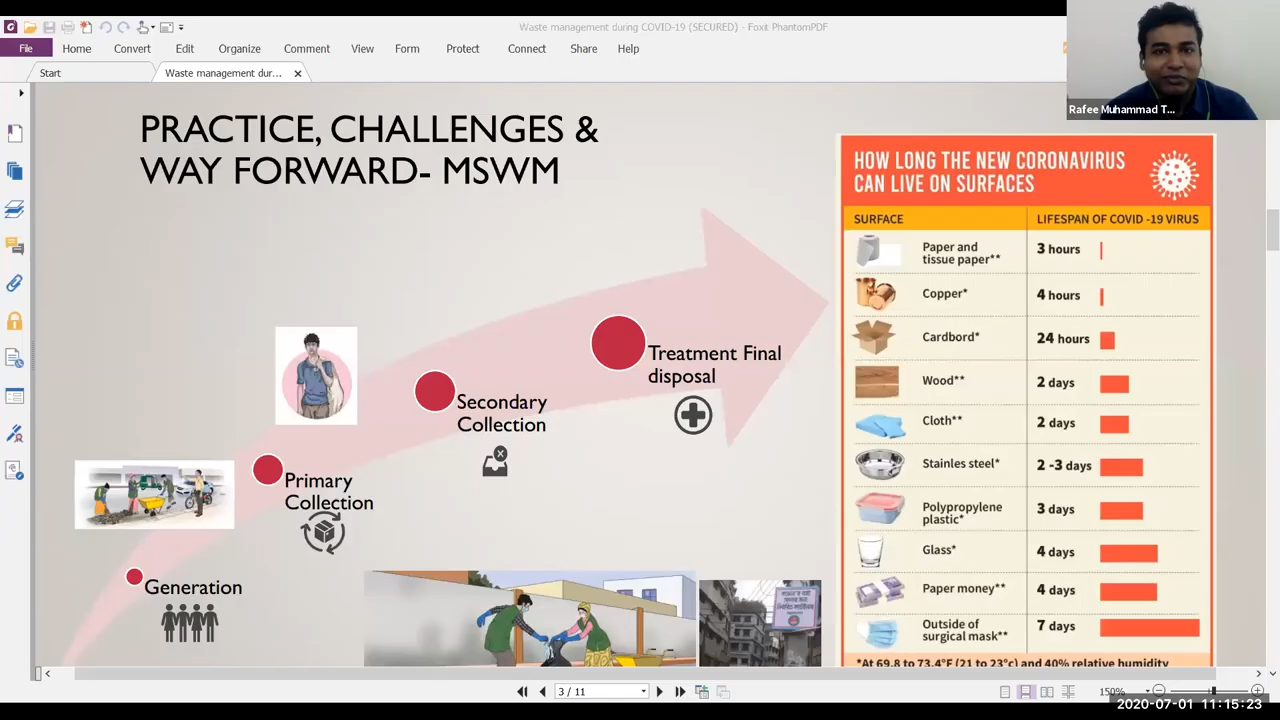 Waste management during COVID-19 (SECURED) - Foxit PhantomPDF
File Home Convert Edit Organize Comment View Form Protect Connect Share Help
Start
Waste management dur...
Rafee Muhammad T...
PRACTICE, CHALLENGES &
WAY FORWARD- MSWM
Treatment Final
disposal
Secondary
Collection
Primary
Collection
Generation
HOW LONG THE NEW CORONAVIRUS
CAN LIVE ON SURFACES
SURFACE LIFESPAN OF COVID -19 VIRUS
Paper and
tissue paper** 3 hours
Copper* 4 hours
Cardbord* 24 hours
Wood** 2 days
Cloth** 2 days
Stainles steel* 2 -3 days
Polypropylene
plastic* 3 days
Glass* 4 days
Paper money** 4 days
Outside of
surgical mask** 7 days
*At 69.8 to 73.4°F (21 to 23°c) and 40% relative humidity
3 / 11
150%
2020-07-01 11:15:23